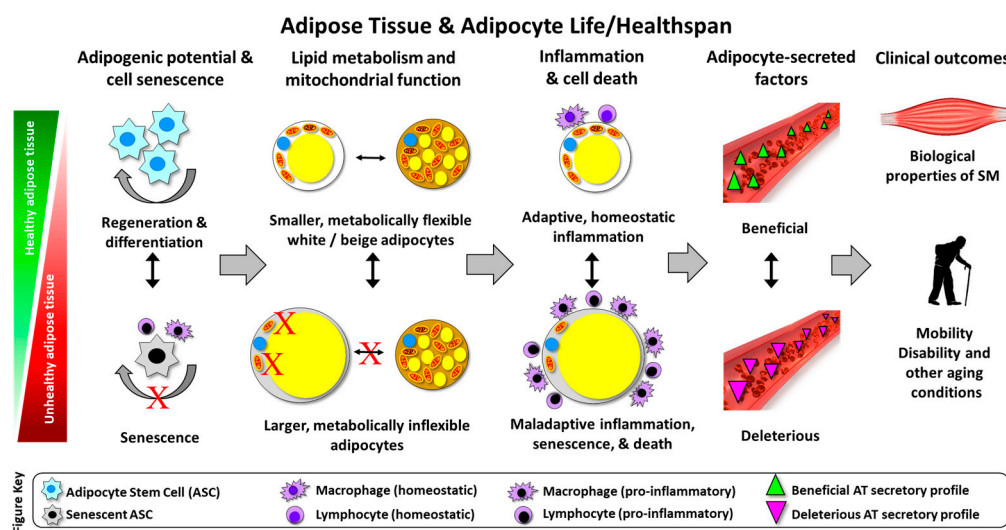 Adipose Tissue & Adipocyte Life/Healthspan
Adipogenic potential &
cell senescence
Lipid metabolism and
mitochondrial function
Inflammation
& cell death
Adipocyte-secreted
factors
Clinical outcomes
Healthy adipose tissue
Unhealthy adipose tissue
Regeneration &
differentiation
Smaller, metabolically flexible
white / beige adipocytes
Adaptive, homeostatic
inflammation
Beneficial
Biological
properties of SM
X
X
X
X
Senescence
Larger, metabolically inflexible
adipocytes
Maladaptive inflammation,
senescence, & death
Deleterious
Mobility
Disability and
other aging
conditions
Figure Key
Adipocyte Stem Cell (ASC)
Senescent ASC
Macrophage (homeostatic)
Lymphocyte (homeostatic)
Macrophage (pro-inflammatory)
Lymphocyte (pro-inflammatory)
Beneficial AT secretory profile
Deleterious AT secretory profile